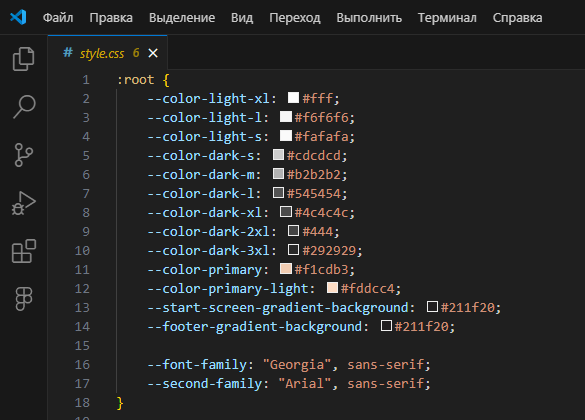 Файл Правка Выделение Вид Переход Выполнить Терминал Справка
# style.css 6
1 :root {
2 --color-light-xl: #fff;
3 --color-light-l: #f6f6f6;
4 --color-light-s: #fafafa;
5 --color-dark-s: #cdcdcd;
6 --color-dark-m: #b2b2b2;
7 --color-dark-l: #545454;
8 --color-dark-xl: #4c4c4c;
9 --color-dark-2xl: #444;
10 --color-dark-3xl: #292929;
11 --color-primary: #f1cdb3;
12 --color-primary-light: #fddcc4;
13 --start-screen-gradient-background: #211f20;
14 --footer-gradient-background: #211f20;
15
16 --font-family: "Georgia", sans-serif;
17 --second-family: "Arial", sans-serif;
18 }